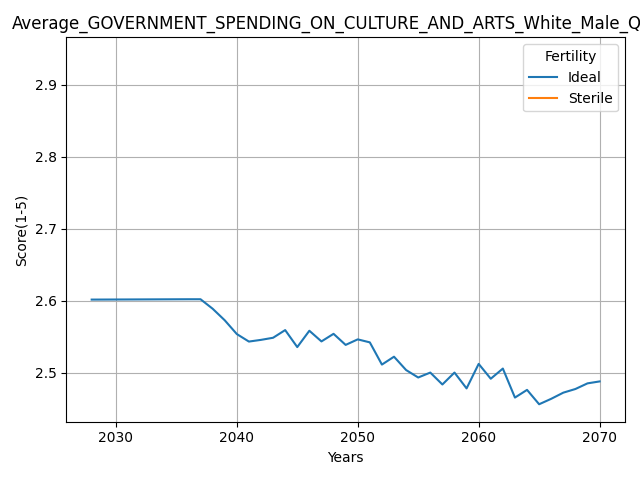 Average_GOVERNMENT_SPENDING_ON_CULTURE_AND_ARTS_White_Male_Q
Fertility
Ideal
Sterile
2.9
2.8
2.7
2.6
2.5
Score(1-5)
2030 2040 2050 2060 2070
Years